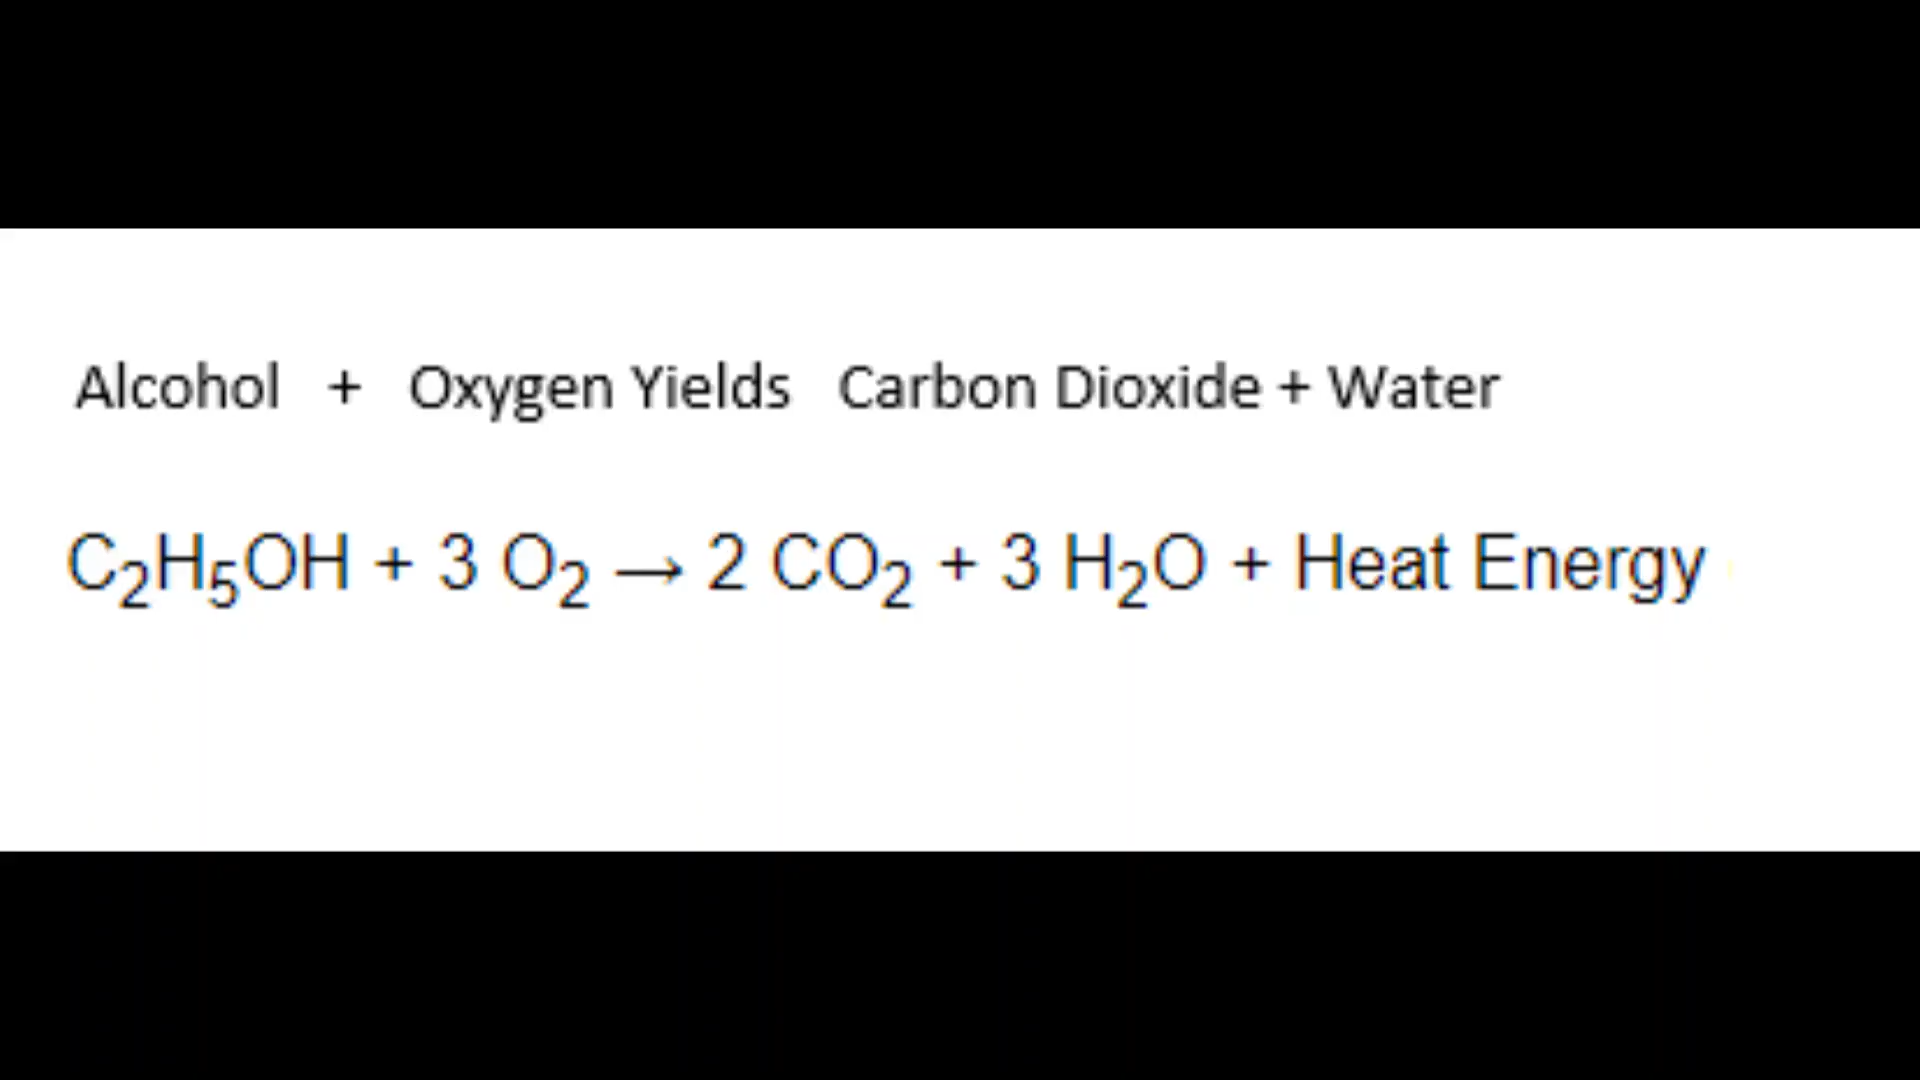 Alcohol + Oxygen Yields Carbon Dioxide + Water
C₂H₅OH + 3 O₂ → 2 CO₂ + 3 H₂O + Heat Energy